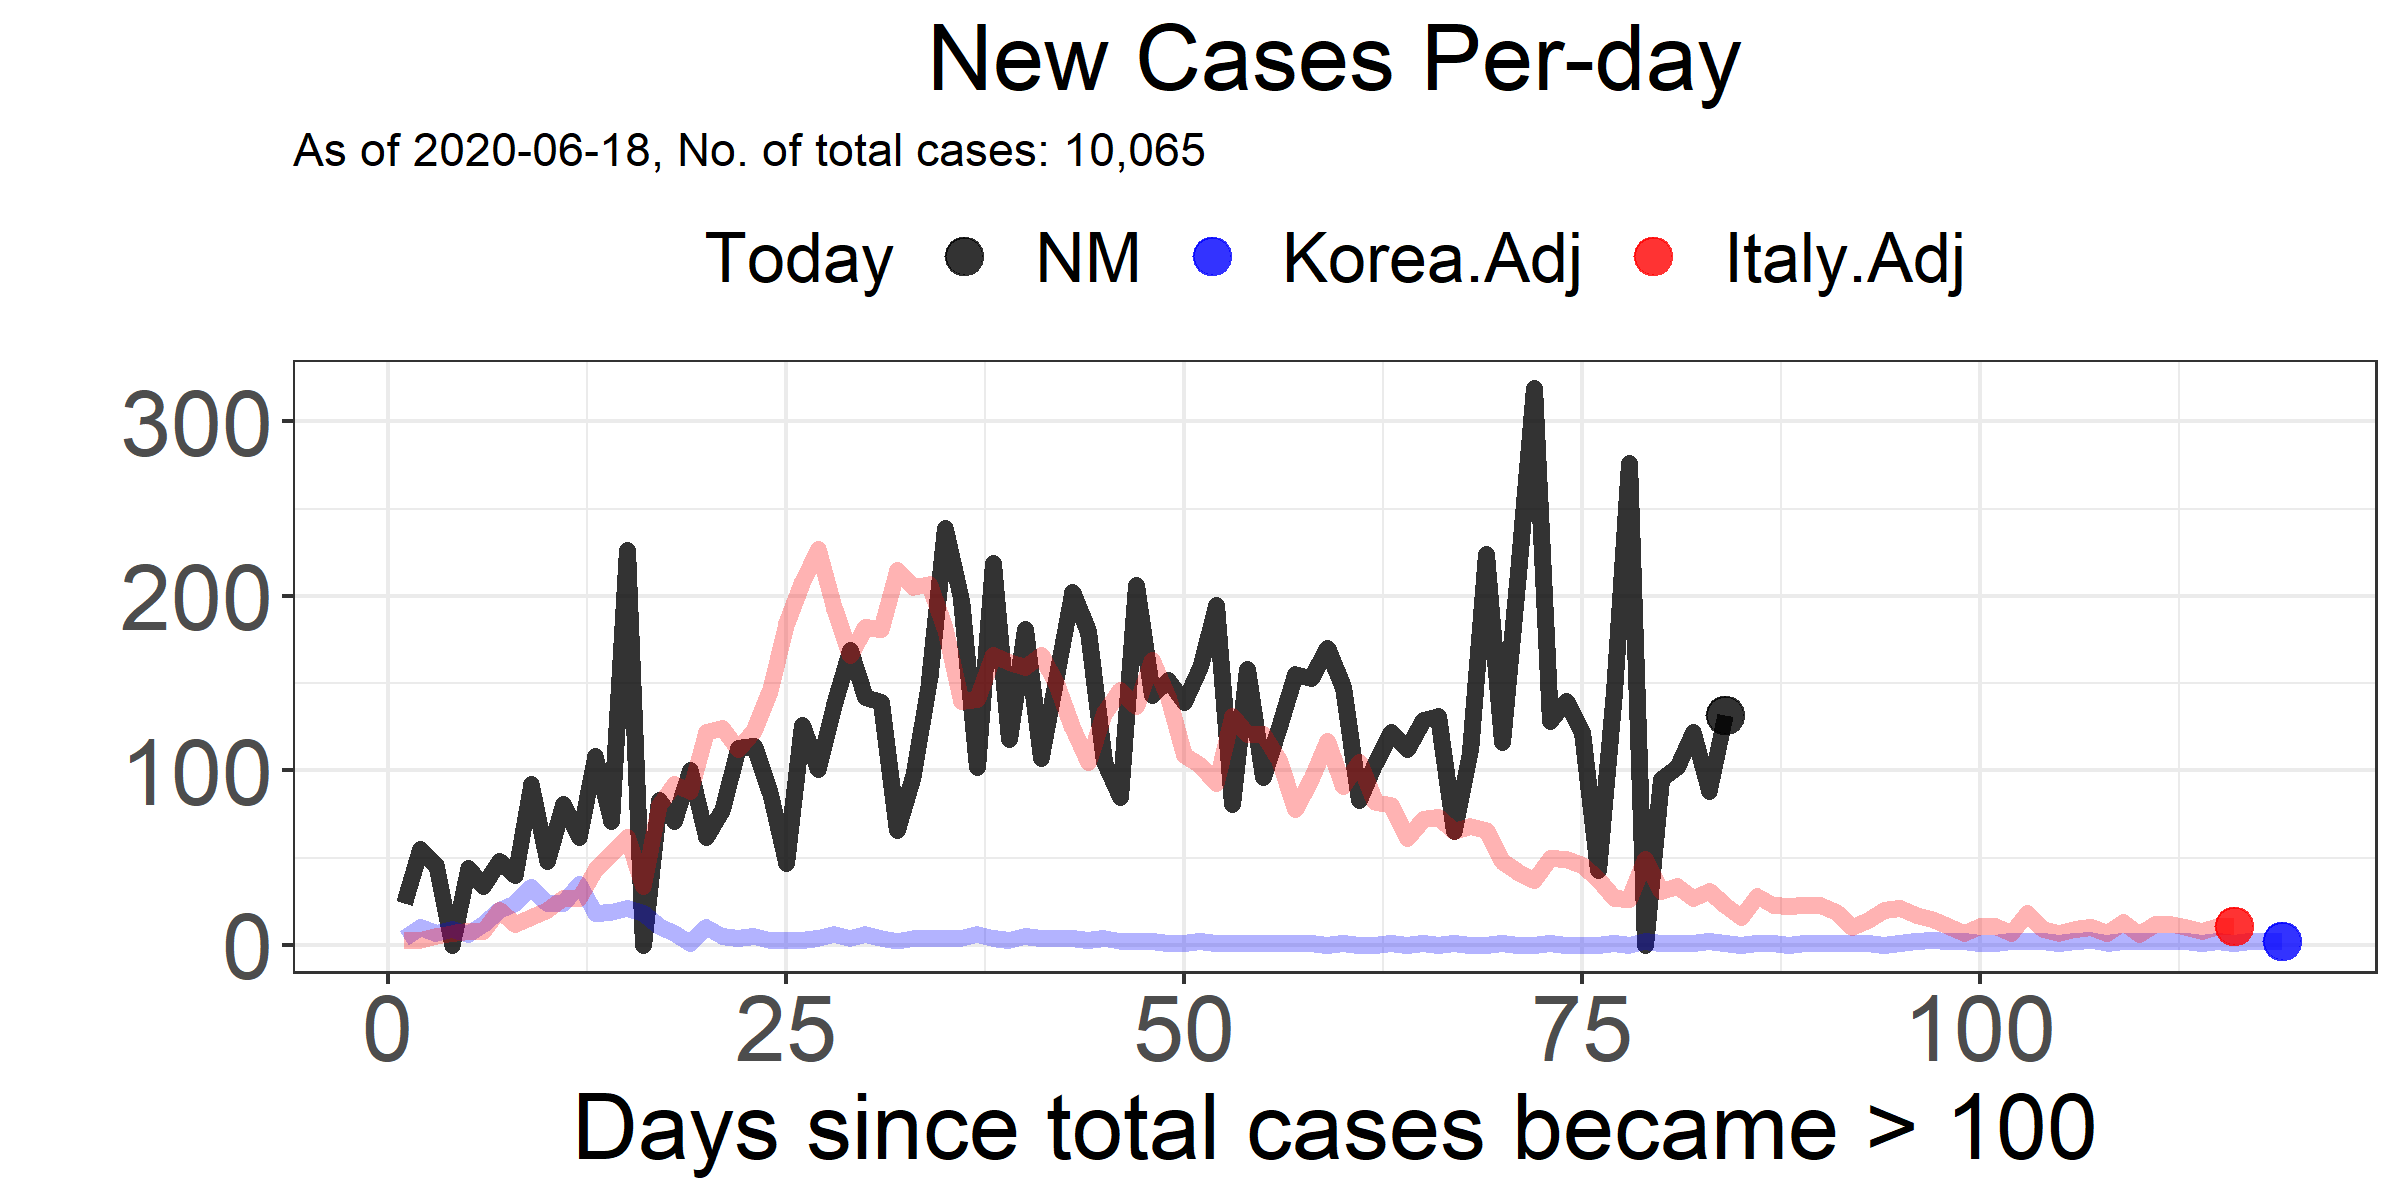 New Cases Per-day
As of 2020-06-18, No. of total cases: 10,065
Today NM Korea.Adj Italy.Adj
300
200
100
0
0 25 50 75 100
Days since total cases became > 100